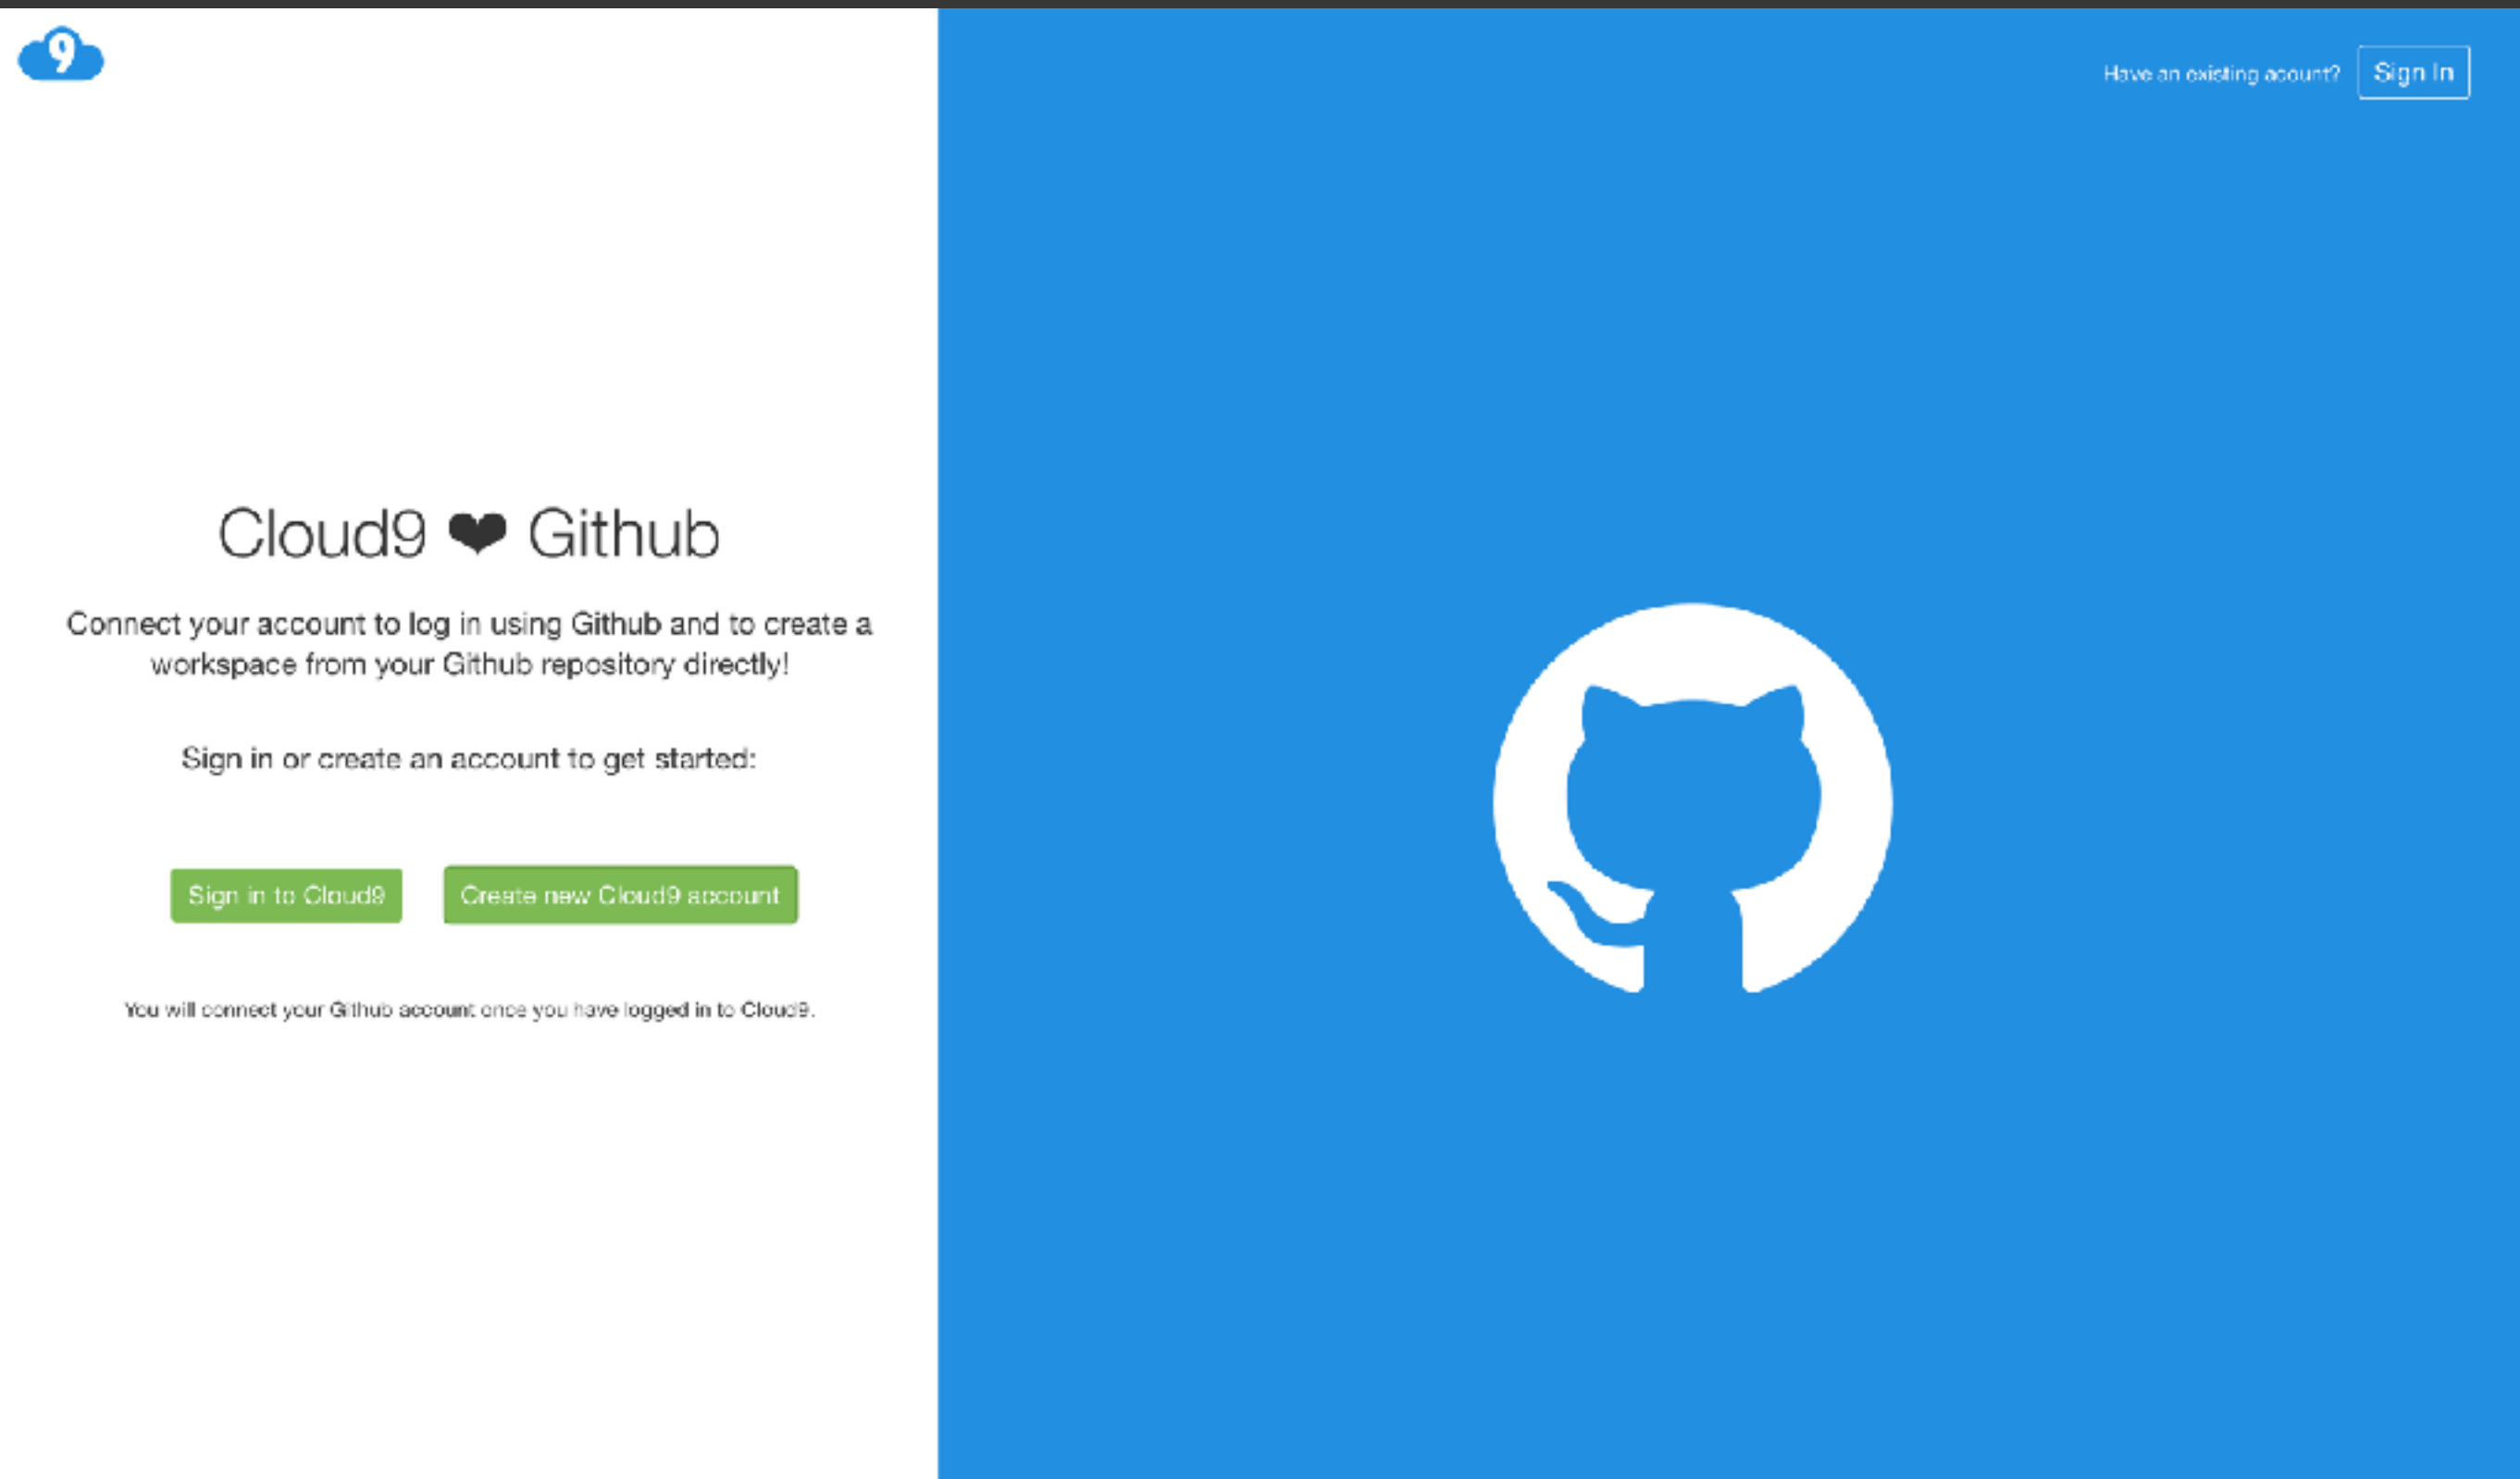 9
Have an existing acount?
Sign In
Cloud9 ❤ Github
Connect your account to log in using Github and to create a
workspace from your Github repository directly!
Sign in or create an account to get started:
Sign in to Cloud9
Create new Cloud9 account
You will connect your Github account once you have logged in to Cloud9.